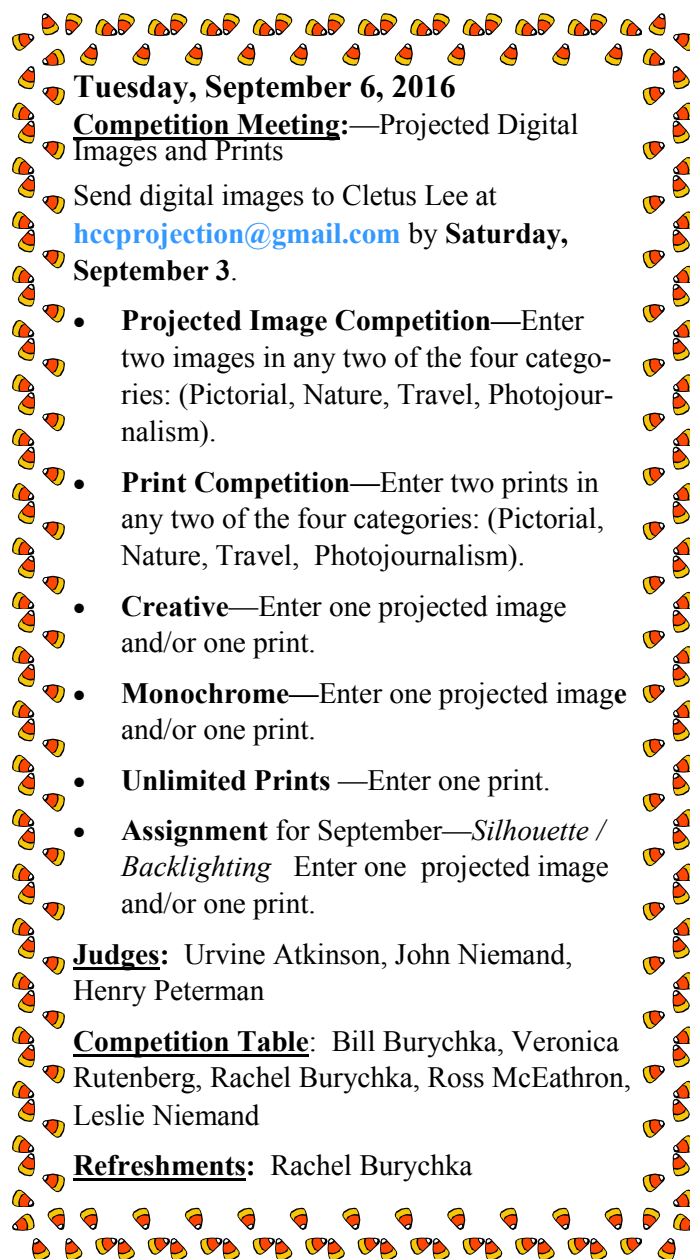 Tuesday, September 6, 2016
Competition Meeting:—Projected Digital
Images and Prints
Send digital images to Cletus Lee at
hccprojection@gmail.com by Saturday,
September 3.
• Projected Image Competition—Enter
two images in any two of the four catego-
ries: (Pictorial, Nature, Travel, Photojour-
nalism).
• Print Competition—Enter two prints in
any two of the four categories: (Pictorial,
Nature, Travel, Photojournalism).
• Creative—Enter one projected image
and/or one print.
• Monochrome—Enter one projected image
and/or one print.
• Unlimited Prints —Enter one print.
• Assignment for September—Silhouette /
Backlighting Enter one projected image
and/or one print.
Judges: Urvine Atkinson, John Niemand,
Henry Peterman
Competition Table: Bill Burychka, Veronica
Rutenberg, Rachel Burychka, Ross McEathron,
Leslie Niemand
Refreshments: Rachel Burychka